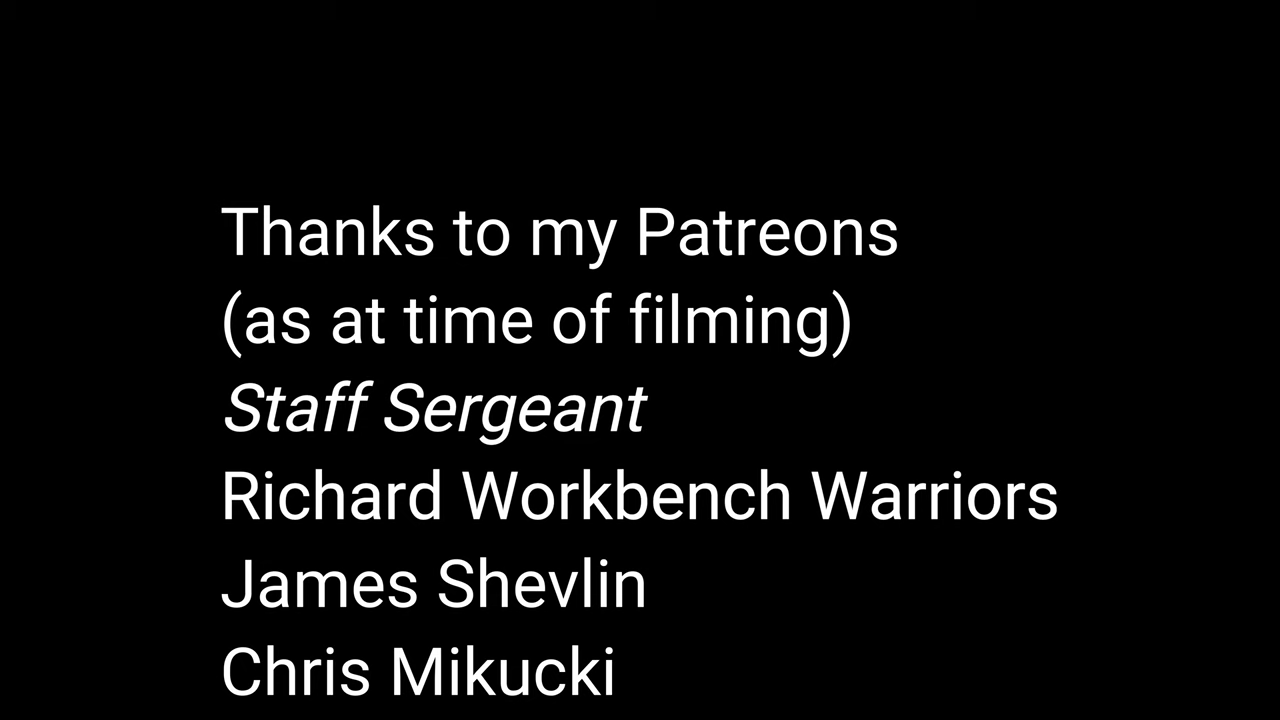 Thanks to my Patreons
(as at time of filming)
Staff Sergeant
Richard Workbench Warriors
James Shevlin
Chris Mikucki